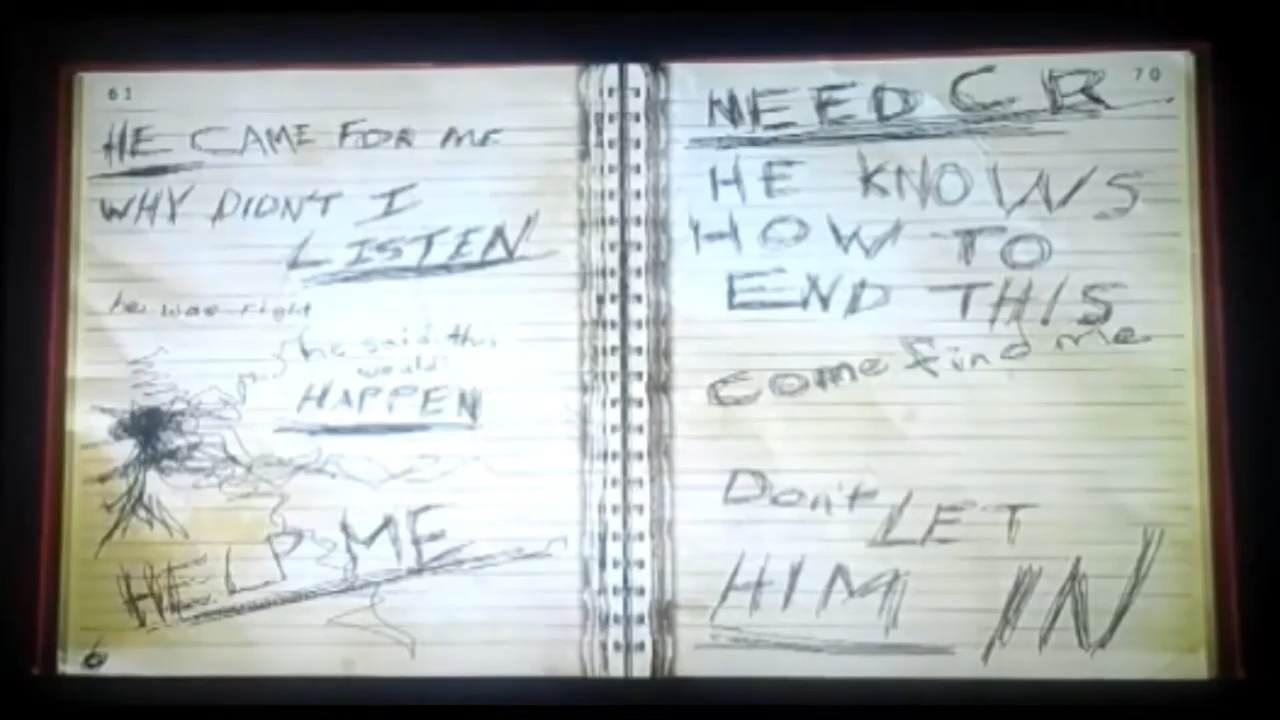 61
HE CAME FOR ME
WHY DIDN'T I
LISTEN
he was right
he said this
would
HAPPEN
HELP ME
70
NEED CR
HE KNOWS
HOW TO
END THIS
come find me
Don't LET
HIM IN